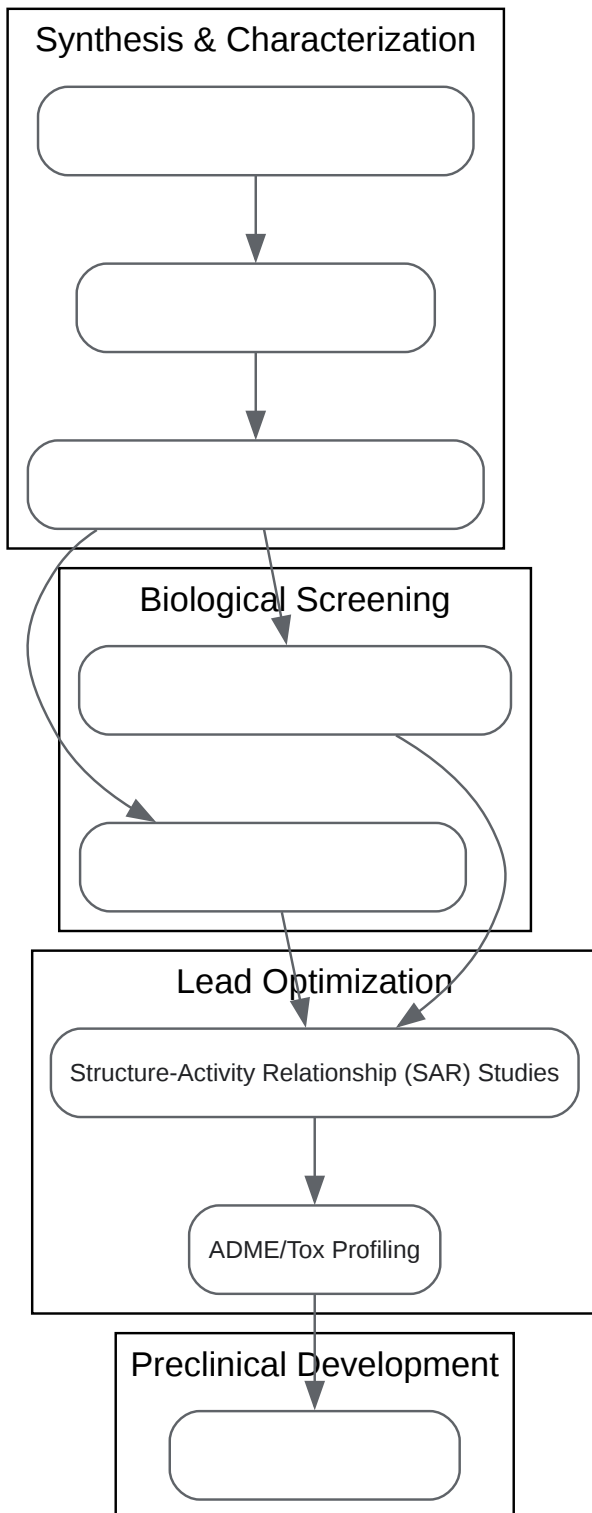 Synthesis & Characterization
Biological Screening
Lead Optimization
Structure-Activity Relationship (SAR) Studies
ADME/Tox Profiling
Preclinical Development